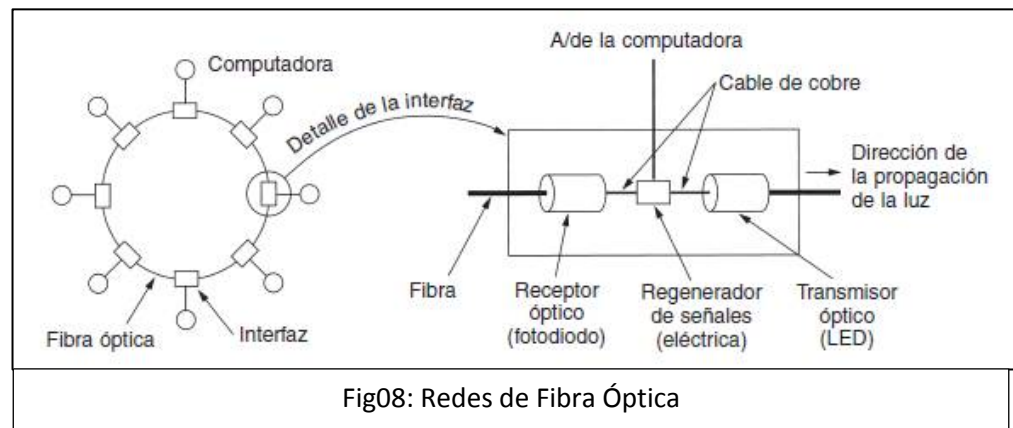 Computadora
Detalle de la interfaz
Fibra óptica
Interfaz
A/de la computadora
Cable de cobre
Dirección de
la propagación
de la luz
Fibra
Receptor
óptico
(fotodiodo)
Regenerador
de señales
(eléctrica)
Transmisor
óptico
(LED)
Fig08: Redes de Fibra Óptica